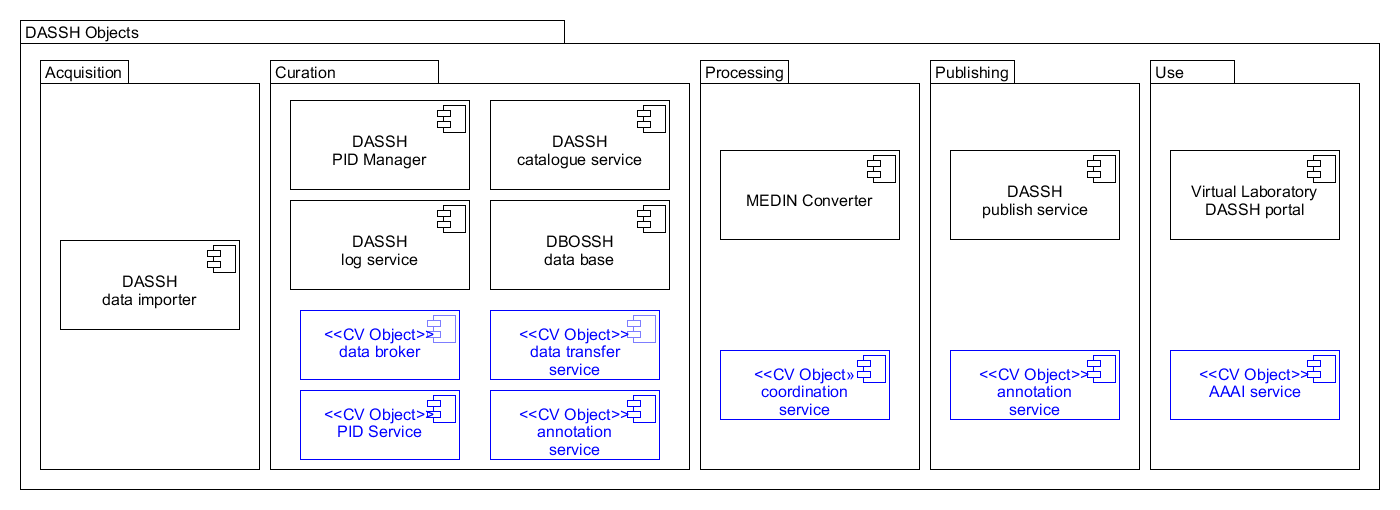 DASSH Objects
Acquisition
DASSH
data importer
Curation
DASSH
PID Manager
DASSH
catalogue service
DASSH
log service
DBOSSH
data base
<<CV Object>>
data broker
<<CV Object>>
data transfer
service
<<CV Object>>
PID Service
<<CV Object>>
annotation
service
Processing
MEDIN Converter
<<CV Object»
coordination
service
Publishing
DASSH
publish service
<<CV Object>>
annotation
service
Use
Virtual Laboratory
DASSH portal
<<CV Object>>
AAAI service